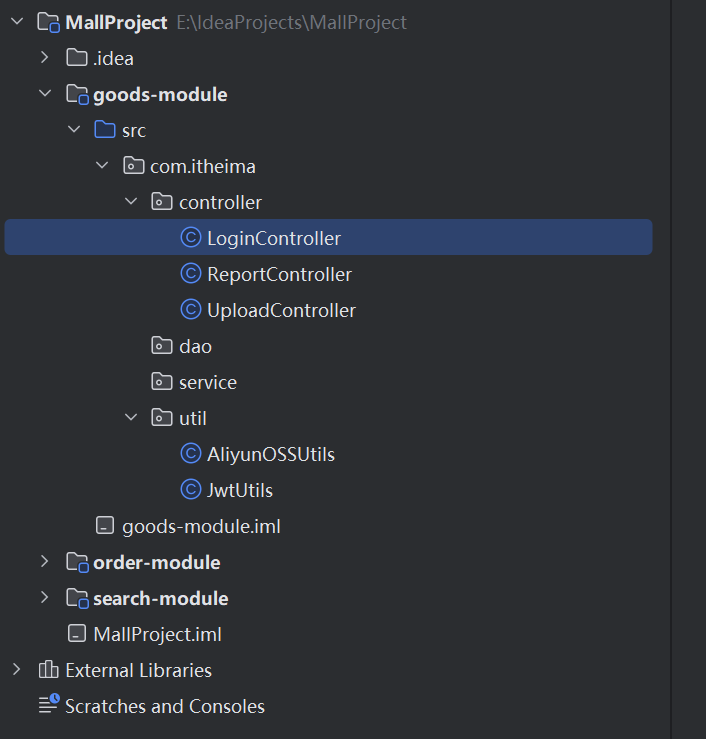 MallProject E:\IdeaProjects\MallProject
.idea
goods-module
src
com.itheima
controller
LoginController
ReportController
UploadController
dao
service
util
AliyunOSSUtils
JwtUtils
goods-module.iml
order-module
search-module
MallProject.iml
External Libraries
Scratches and Consoles